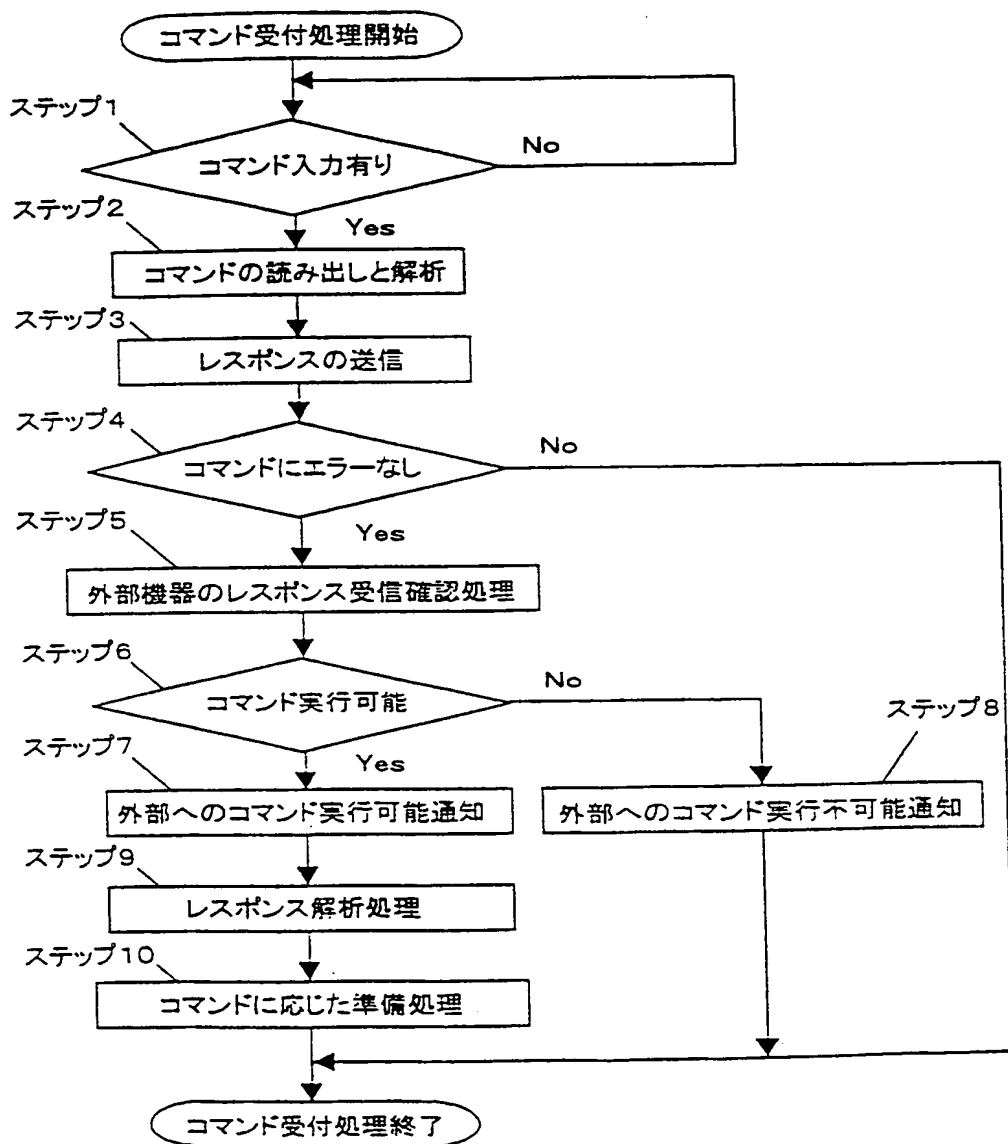 コマンド受付処理開始
ステップ1
コマンド入力有り
No
ステップ2
Yes
コマンドの読み出しと解析
ステップ3
レスポンスの送信
ステップ4
No
コマンドにエラーなし
ステップ5
Yes
外部機器のレスポンス受信確認処理
ステップ6
No
コマンド実行可能
ステップ8
ステップ7
Yes
外部へのコマンド実行可能通知
外部へのコマンド実行不可能通知
ステップ9
レスポンス解析処理
ステップ10
コマンドに応じた準備処理
コマンド受付処理終了